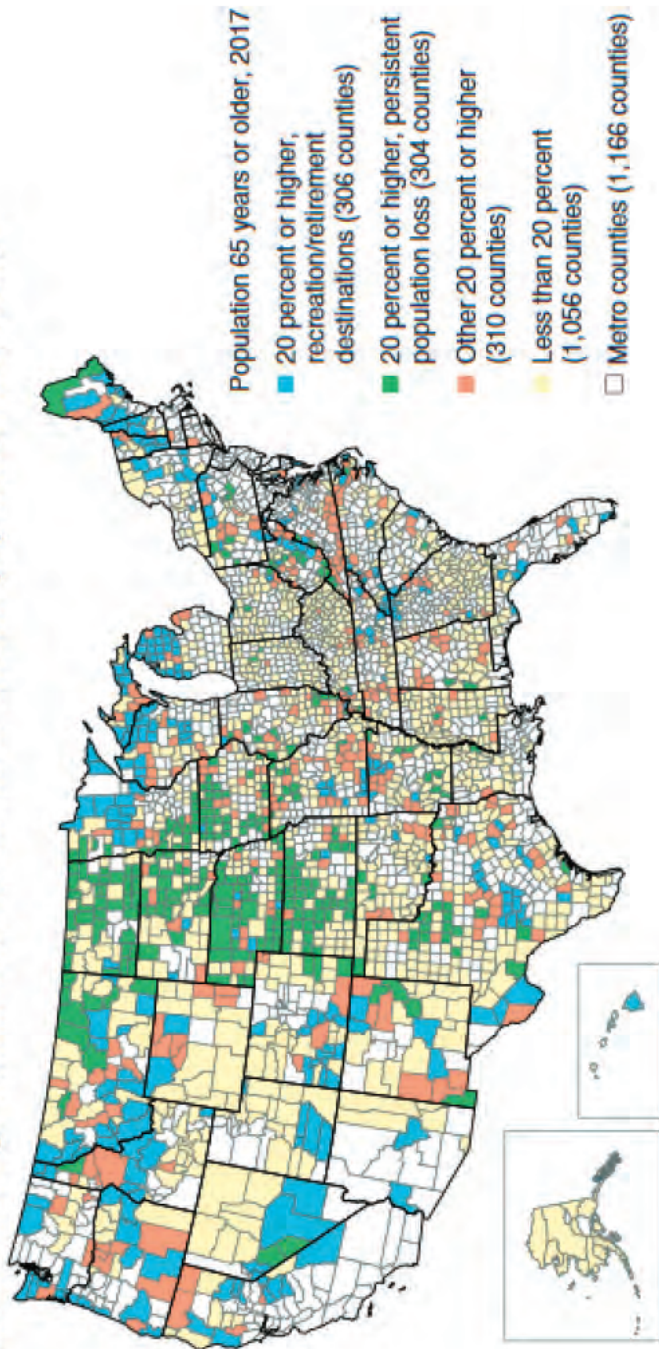 Population 65 years or older, 2017
20 percent or higher,
recreation/retirement
destinations (306 counties)
20 percent or higher, persistent
population loss (304 counties)
Other 20 percent or higher
(310 counties)
Less than 20 percent
(1,056 counties)
Metro counties (1,166 counties)